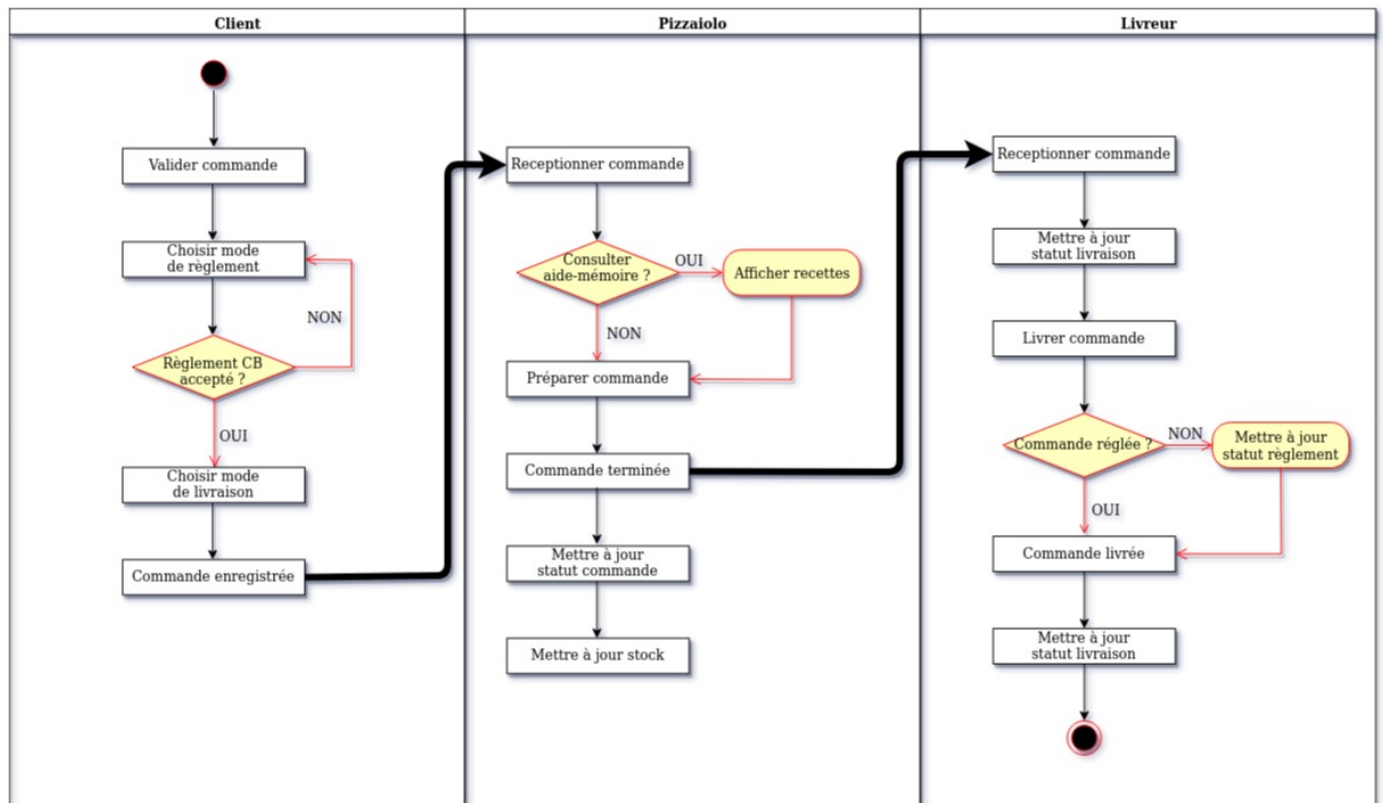 Client
Pizzaiolo
Livreur
Valider commande
Choisir mode
de règlement
NON
Règlement CB
accepté ?
OUI
Choisir mode
de livraison
Commande enregistrée
Receptionner commande
Consulter
aide-mémoire ?
OUI
Afficher recettes
NON
Préparer commande
Commande terminée
Mettre à jour
statut commande
Mettre à jour stock
Receptionner commande
Mettre à jour
statut livraison
Livrer commande
Commande réglée ?
NON
Mettre à jour
statut règlement
OUI
Commande livrée
Mettre à jour
statut livraison